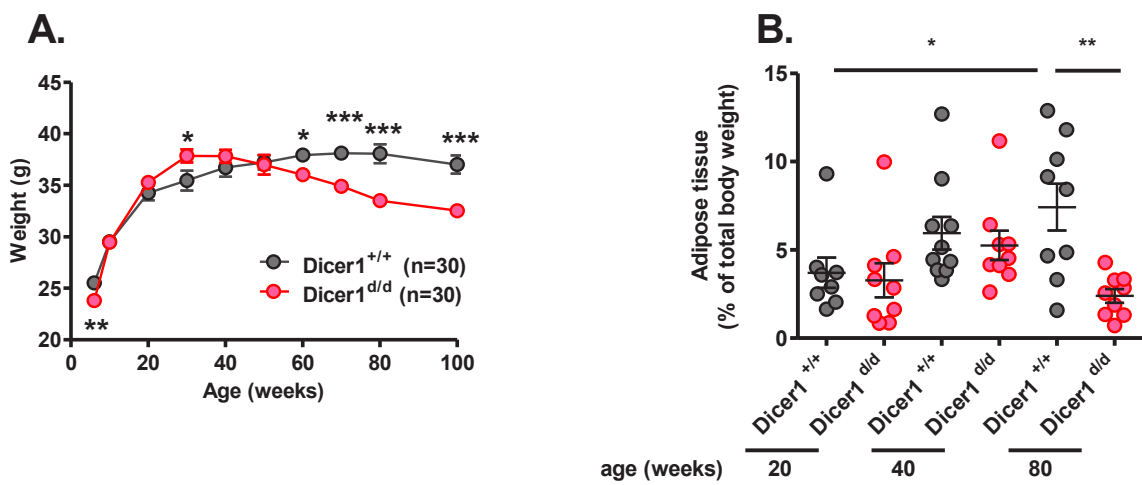 A.
Weight (g)
45
40
35
30
25
20
**
*
*
***
***
***
Dicer1+/+ (n=30)
Dicer1d/d (n=30)
0 20 40 60 80 100
Age (weeks)
B.
* **
Adipose tissue
(% of total body weight)
15
10
5
0
Dicer1 +/+ Dicer1 d/d Dicer1 +/+ Dicer1 d/d Dicer1 +/+ Dicer1 d/d
age (weeks) 20 40 80